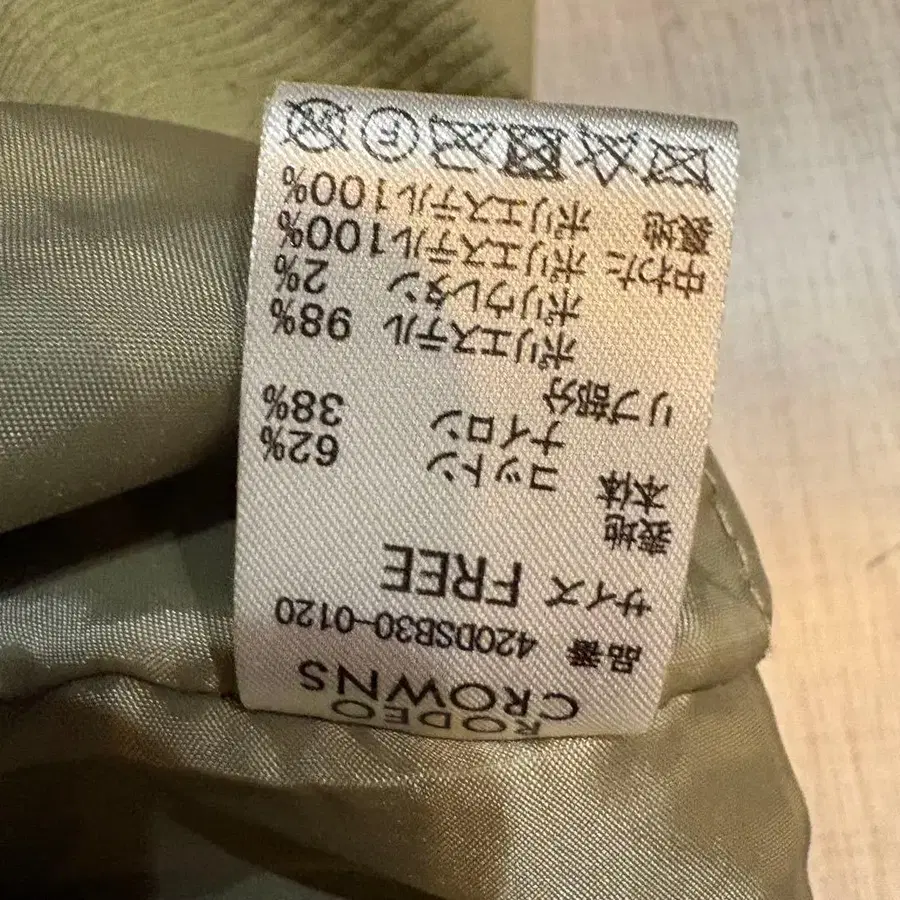 RODEO
CROWNS
品番 420DSB30-0120
サイズ FREE
表地
本体 コットン 62%
ナイロン 38%
リブ部分
ポリエステル 98%
ポリウレタン 2%
中わた ポリエステル100%
裏地 ポリエステル100%